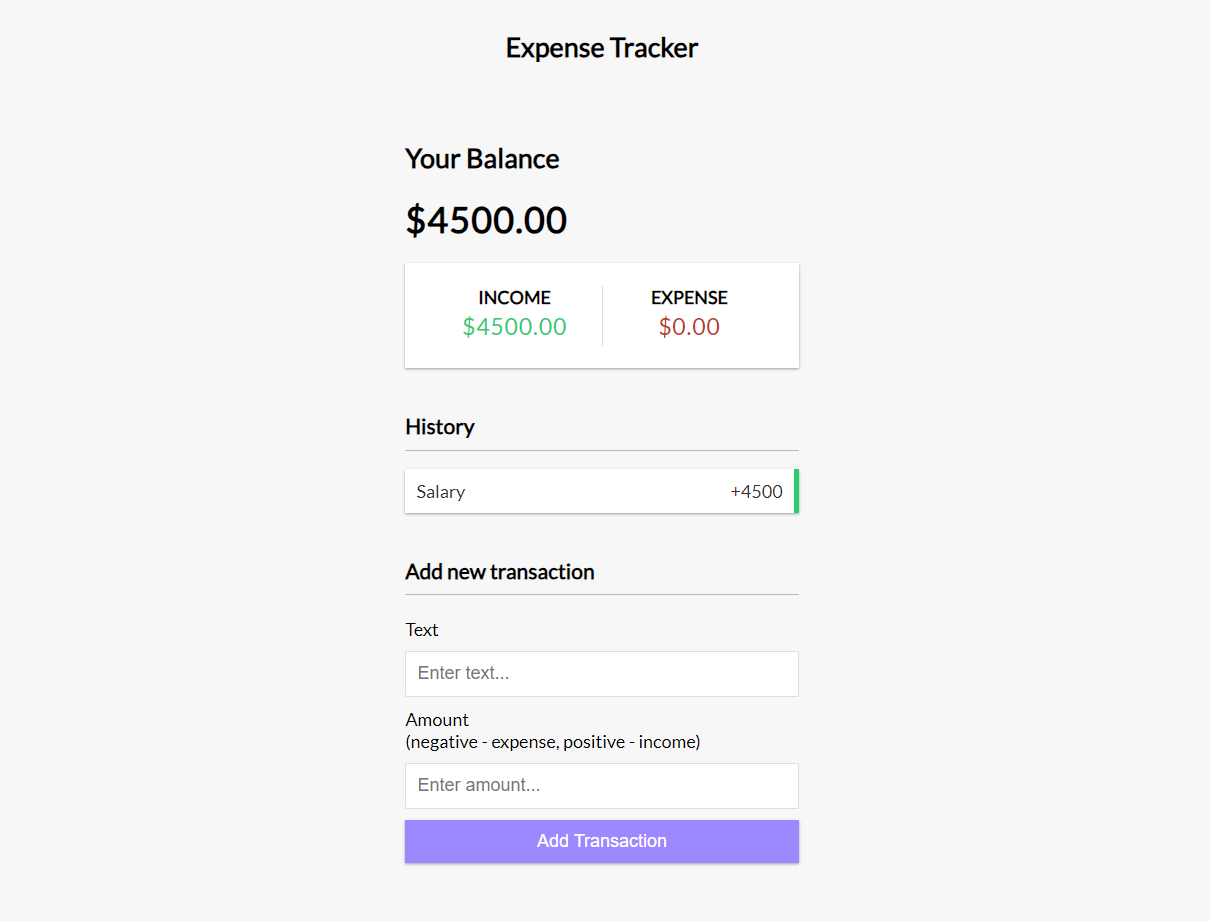 Expense Tracker
Your Balance
$4500.00
INCOME EXPENSE
$4500.00 $0.00
History
Salary +4500
Add new transaction
Text
Enter text...
Amount
(negative - expense, positive - income)
Enter amount...
Add Transaction